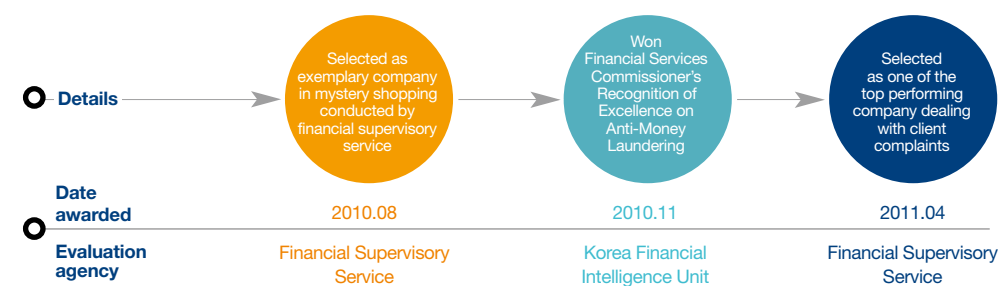 Details
Selected as
exemplary company
in mystery shopping
conducted by
financial supervisory
service
Won
Financial Services
Commissioner's
Recognition of
Excellence on
Anti-Money
Laundering
Selected
as one of the
top performing
company dealing
with client
complaints
Date
awarded
2010.08
2010.11
2011.04
Evaluation
agency
Financial Supervisory
Service
Korea Financial
Intelligence Unit
Financial Supervisory
Service